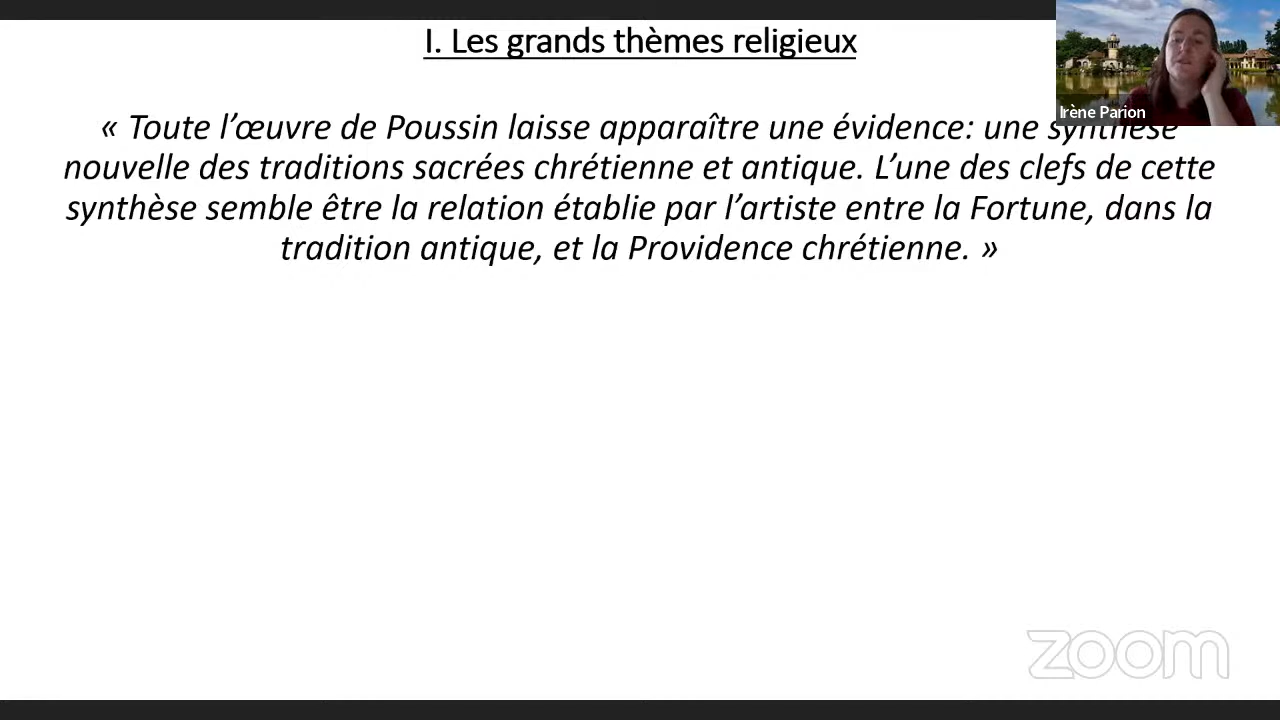 I. Les grands thèmes religieux
« Toute l’œuvre de Poussin laisse apparaître une évidence: une synthèse
nouvelle des traditions sacrées chrétienne et antique. L’une des clefs de cette
synthèse semble être la relation établie par l’artiste entre la Fortune, dans la
tradition antique, et la Providence chrétienne. »
Irène Parion
zoom